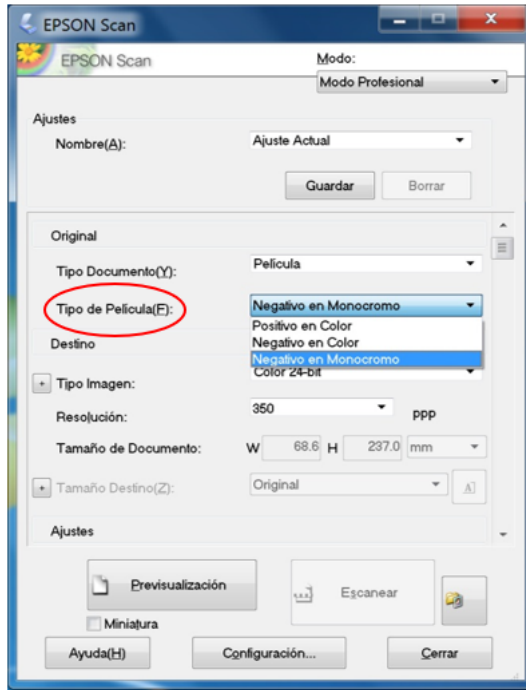 EPSON Scan
EPSON Scan
Modo:
Modo Profesional
Ajustes
Nombre(A):
Ajuste Actual
Guardar
Borrar
Original
Tipo Documento(Y):
Película
Tipo de Película(F):
Negativo en Monocromo
Positivo en Color
Negativo en Color
Negativo en Monocromo
Destino
+ Tipo Imagen:
Color 24-bit
Resolución:
350
ppp
Tamaño de Documento:
W 68.6 H 237.0 mm
+ Tamaño Destino(Z):
Original
A
Ajustes
Previsualización
Escanear
Miniatura
Ayuda(H)
Configuración...
Cerrar